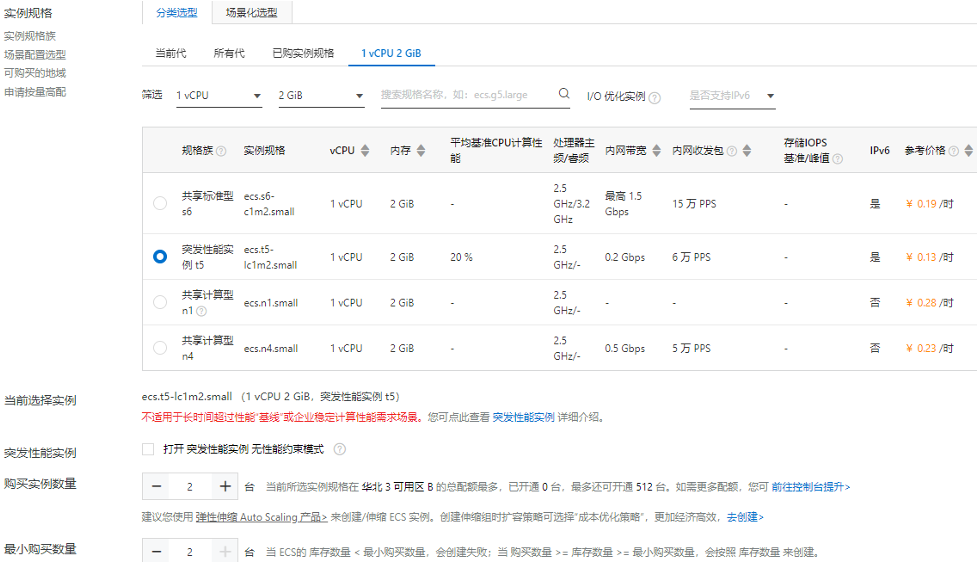 实例规格
分类选型 场景化选型
实例规格族
场景配置选型
可购买的地域
申请按量高配
当前代 所有代 已购实例规格 1 vCPU 2 GiB
筛选 1 vCPU 2 GiB 搜索规格名称，如：ecs.g5.large I/O 优化实例 是否支持IPv6
规格族 实例规格 vCPU 内存 平均基准CPU计算性能 处理器主频/睿频 内网带宽 内网收发包 存储IOPS 基准/峰值 IPv6 参考价格
共享标准型 s6 ecs.s6-c1m2.small 1 vCPU 2 GiB - 2.5 GHz/3.2 GHz 最高 1.5 Gbps 15 万 PPS - 是 ¥ 0.19 /时
突发性能实例 t5 ecs.t5-lc1m2.small 1 vCPU 2 GiB 20 % 2.5 GHz/- 0.2 Gbps 6 万 PPS - 是 ¥ 0.13 /时
共享计算型 n1 ecs.n1.small 1 vCPU 2 GiB - 2.5 GHz/- - - - 否 ¥ 0.28 /时
共享计算型 n4 ecs.n4.small 1 vCPU 2 GiB - 2.5 GHz/- 0.5 Gbps 5 万 PPS - 否 ¥ 0.23 /时
当前选择实例 ecs.t5-lc1m2.small （1 vCPU 2 GiB，突发性能实例 t5）
不适用于长时间超过性能“基线”或企业稳定计算性能需求场景。您可点此查看 突发性能实例 详细介绍。
突发性能实例 打开 突发性能实例 无性能约束模式
购买实例数量 − 2 + 台 当前所选实例规格在 华北 3 可用区 B 的总配额最多，已开通 0 台，最多还可开通 512 台。如需更多配额，您可 前往控制台提升>
建议您使用 弹性伸缩 Auto Scaling 产品> 来创建/伸缩 ECS 实例。创建伸缩组时扩容策略可选择“成本优化策略”，更加经济高效，去创建>
最小购买数量 − 2 + 台 当 ECS的 库存数量 < 最小购买数量，会创建失败；当 购买数量 >= 库存数量 >= 最小购买数量，会按照 库存数量 来创建。